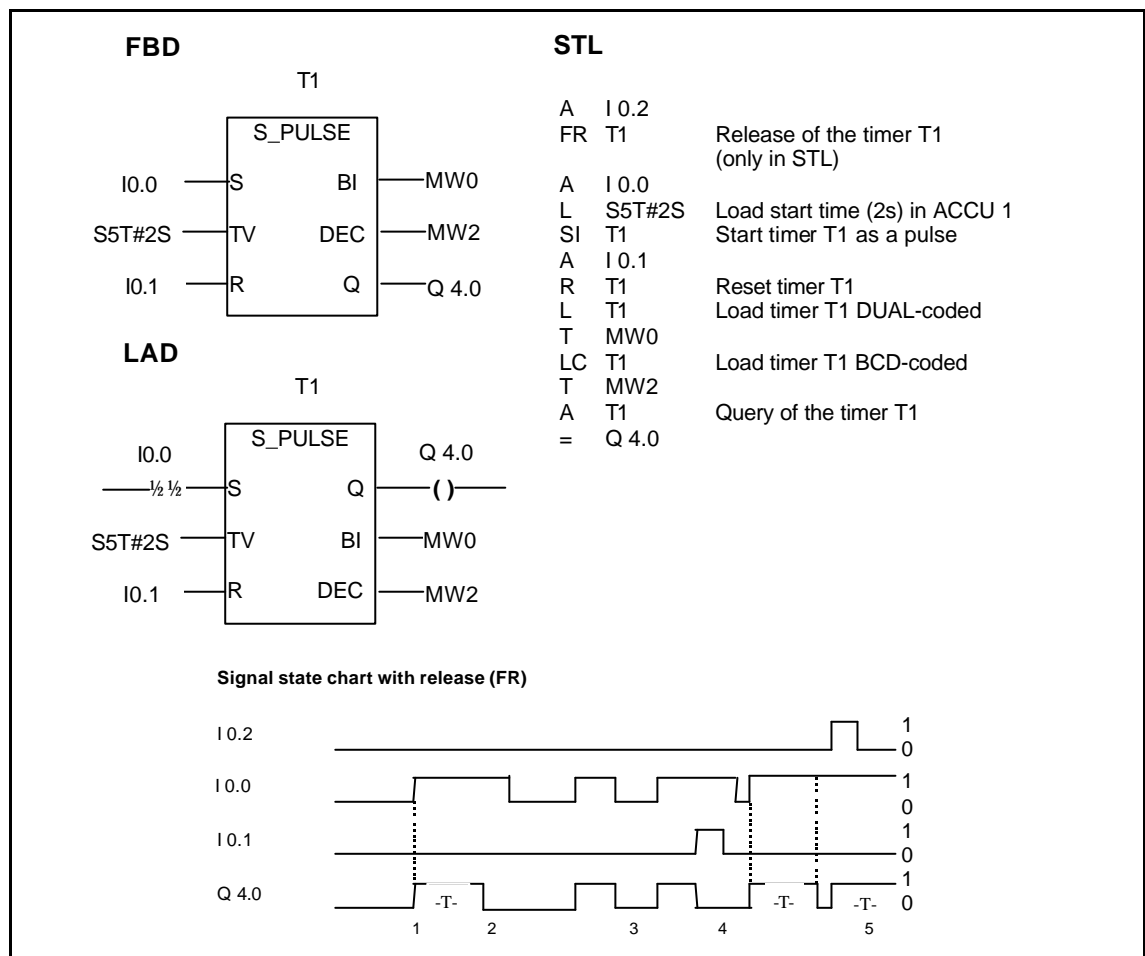 FBD
T1
S_PULSE
I0.0 S BI MW0
S5T#2S TV DEC MW2
I0.1 R Q Q 4.0
LAD
T1
S_PULSE
I0.0 Q 4.0
½ ½ S Q ( )
S5T#2S TV BI MW0
I0.1 R DEC MW2
STL
A I 0.2
FR T1 Release of the timer T1
(only in STL)
A I 0.0
L S5T#2S Load start time (2s) in ACCU 1
SI T1 Start timer T1 as a pulse
A I 0.1
R T1 Reset timer T1
L T1 Load timer T1 DUAL-coded
T MW0
LC T1 Load timer T1 BCD-coded
T MW2
A T1 Query of the timer T1
= Q 4.0
Signal state chart with release (FR)
I 0.2 1
0
I 0.0 1
0
I 0.1 1
0
Q 4.0 -T- -T- -T- 1
0
1 2 3 4 5